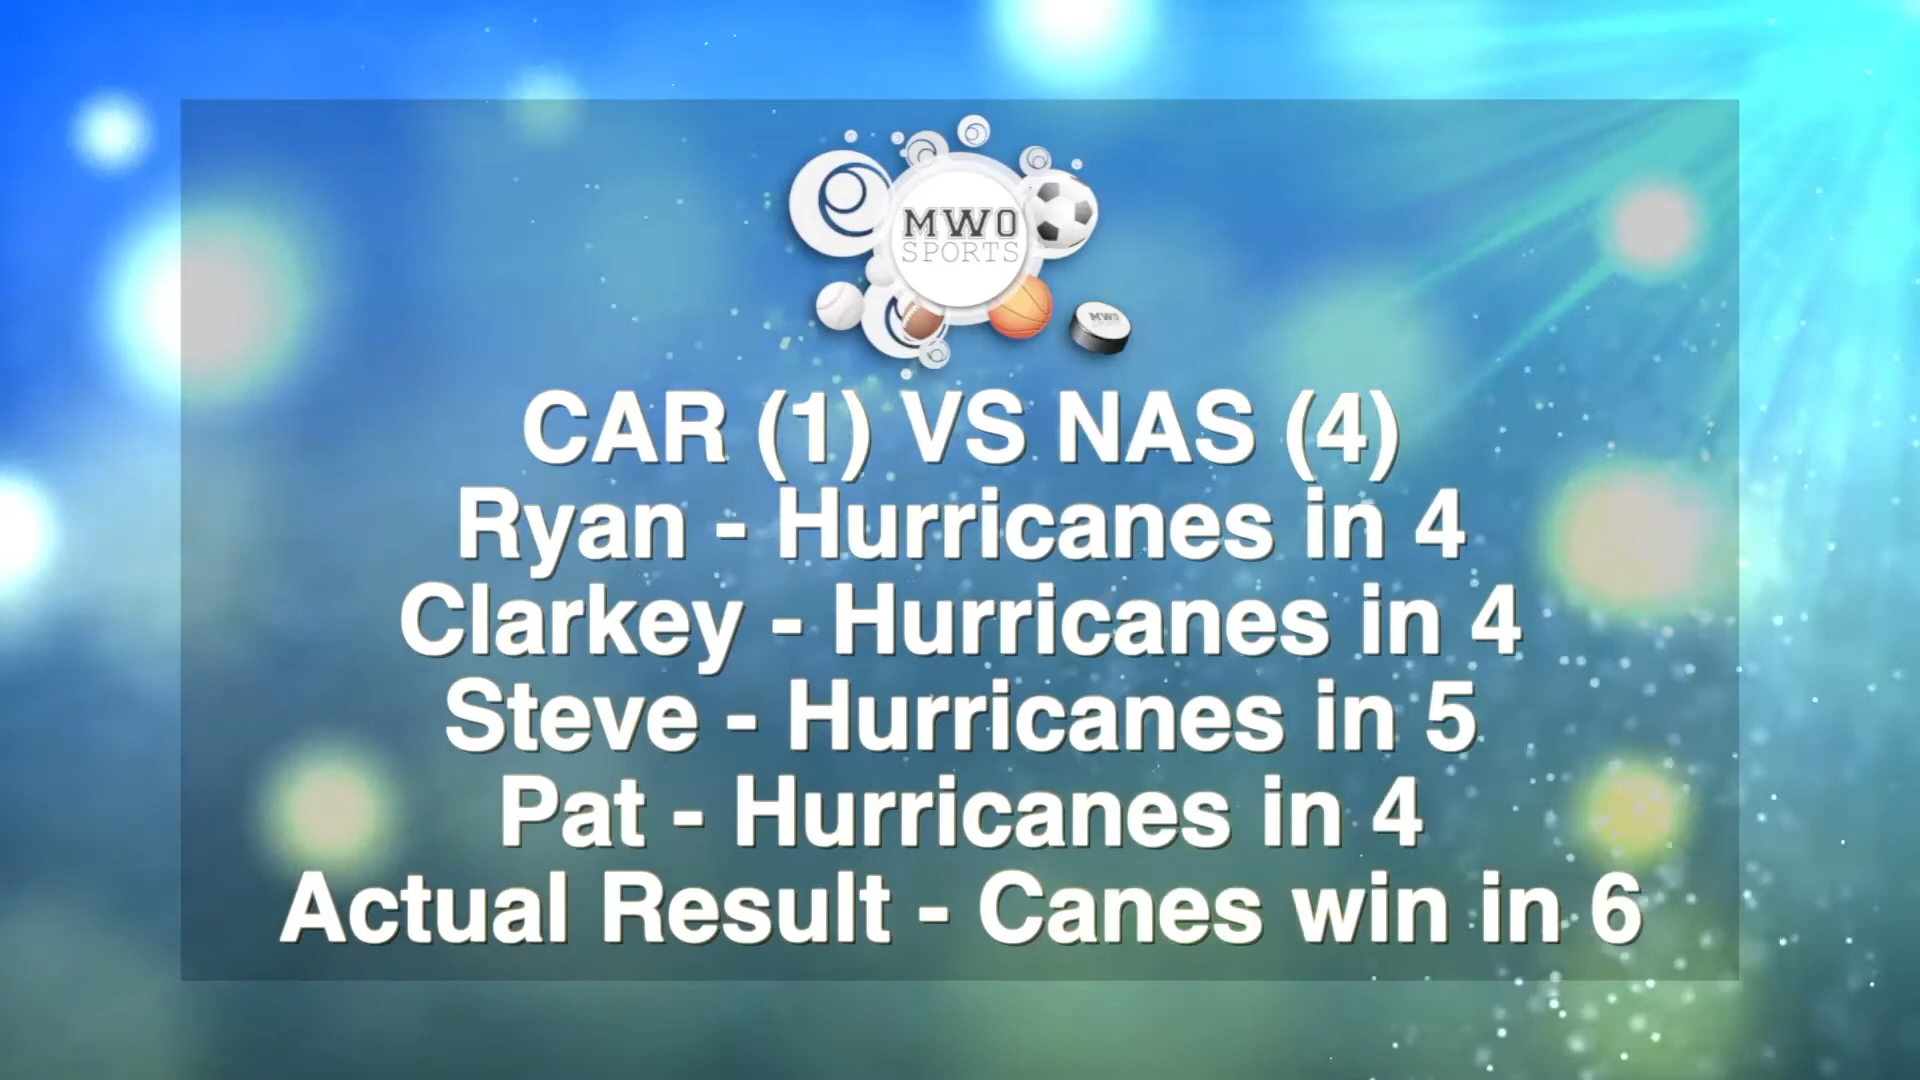 MWO
SPORTS
MWO
CAR (1) VS NAS (4)
Ryan - Hurricanes in 4
Clarkey - Hurricanes in 4
Steve - Hurricanes in 5
Pat - Hurricanes in 4
Actual Result - Canes win in 6